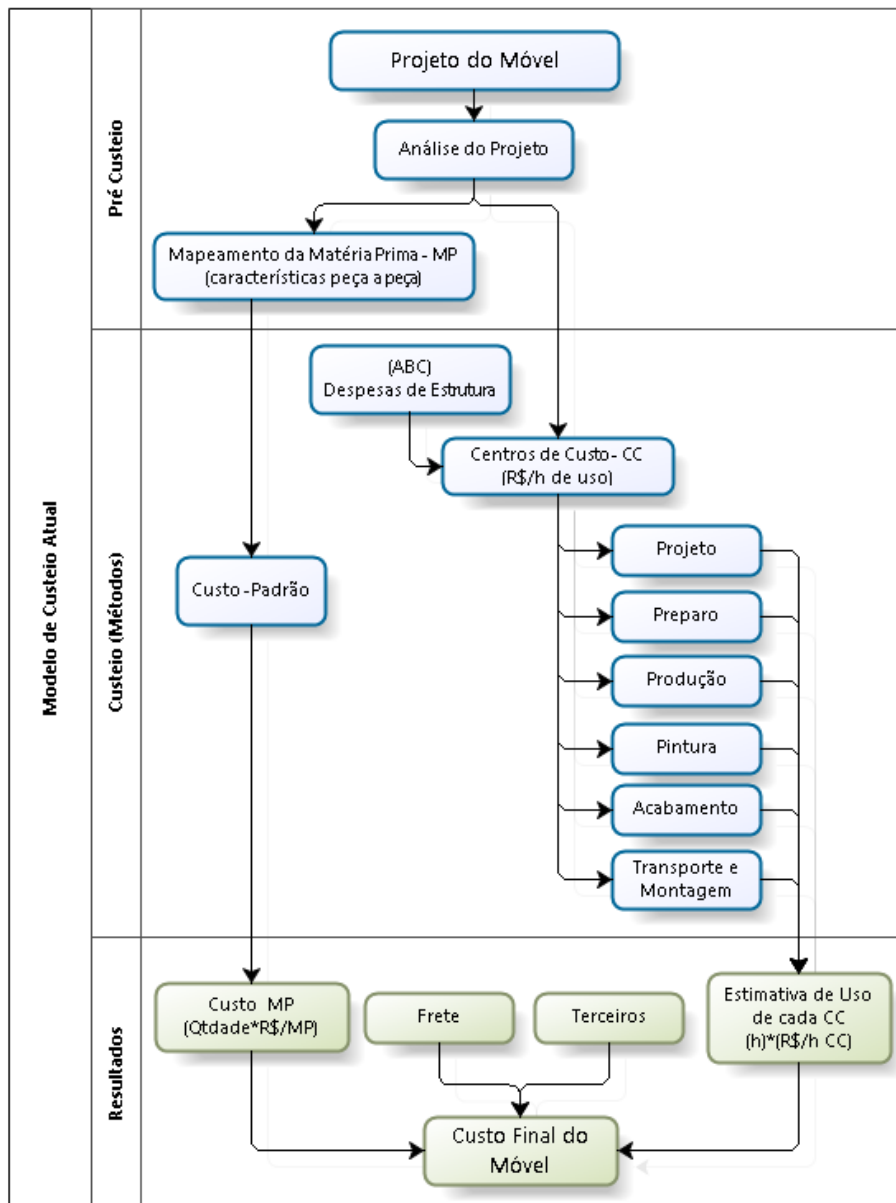 Modelo de Custeio Atual
Pré Custeio
Projeto do Móvel
Análise do Projeto
Mapeamento da Matéria Prima - MP
(características peça a peça)
Custeio (Métodos)
(ABC)
Despesas de Estrutura
Centros de Custo- CC
(R$/h de uso)
Custo-Padrão
Projeto
Preparo
Produção
Pintura
Acabamento
Transporte e
Montagem
Resultados
Custo MP
(Qtdade*R$/MP)
Frete
Terceiros
Estimativa de Uso
de cada CC
(h)*(R$/h CC)
Custo Final do
Móvel